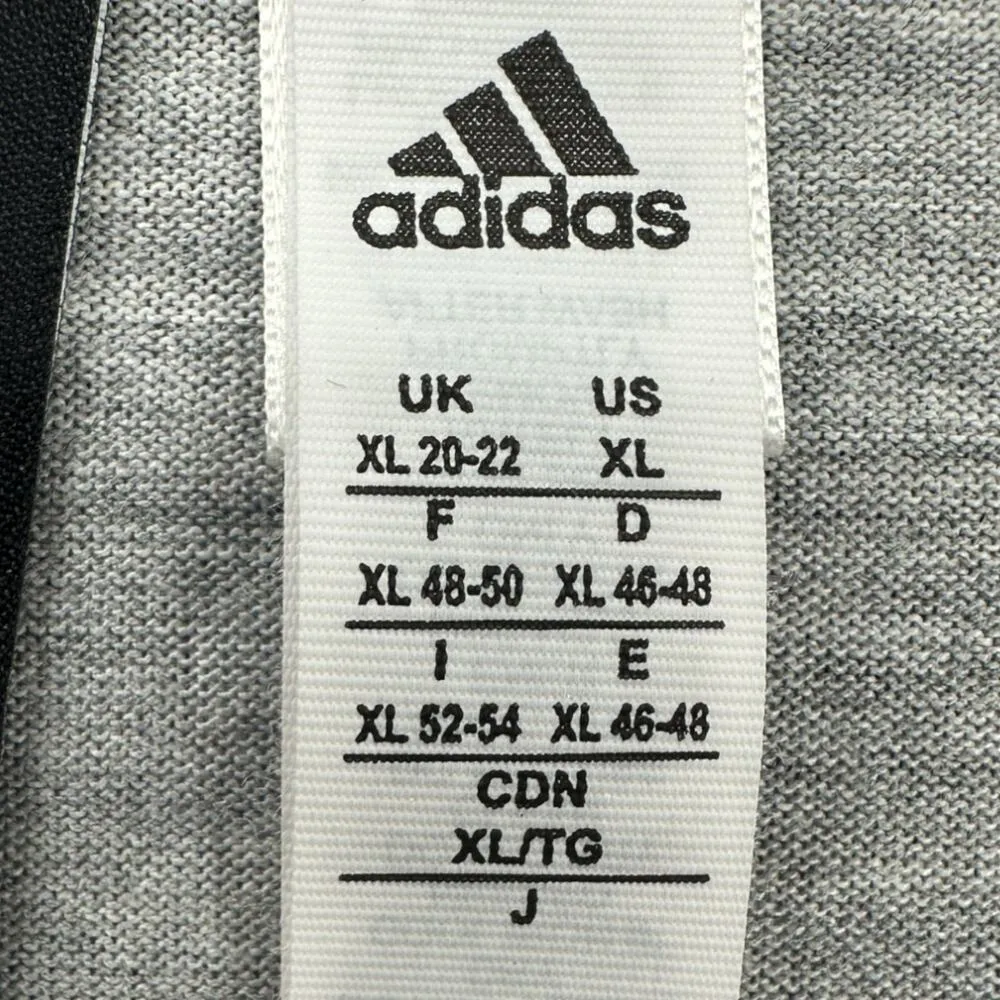 adidas
UK US
XL 20-22 XL
F D
XL 48-50 XL 46-48
I E
XL 52-54 XL 46-48
CDN
XL/TG
J